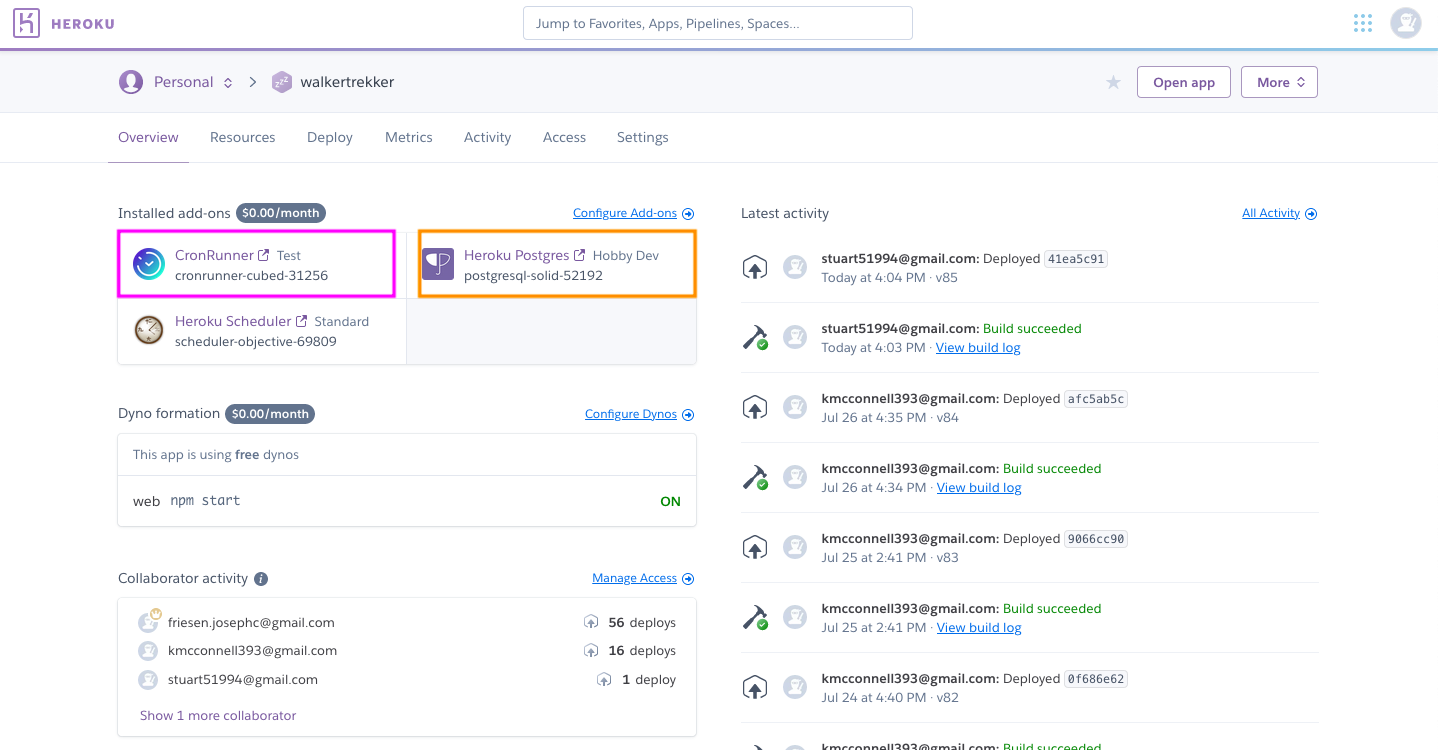 HEROKU
Jump to Favorites, Apps, Pipelines, Spaces...
Personal
walkertrekker
Open app
More
Overview
Resources
Deploy
Metrics
Activity
Access
Settings
Installed add-ons $0.00/month
Configure Add-ons
CronRunner Test
cronrunner-cubed-31256
Heroku Postgres Hobby Dev
postgresql-solid-52192
Heroku Scheduler Standard
scheduler-objective-69809
Dyno formation $0.00/month
Configure Dynos
This app is using free dynos
web npm start
ON
Collaborator activity i
Manage Access
friesen.josephc@gmail.com 56 deploys
kmcconnell393@gmail.com 16 deploys
stuart51994@gmail.com 1 deploy
Show 1 more collaborator
Latest activity
All Activity
stuart51994@gmail.com: Deployed 41ea5c91
Today at 4:04 PM · v85
stuart51994@gmail.com: Build succeeded
Today at 4:03 PM · View build log
kmcconnell393@gmail.com: Deployed afc5ab5c
Jul 26 at 4:35 PM · v84
kmcconnell393@gmail.com: Build succeeded
Jul 26 at 4:34 PM · View build log
kmcconnell393@gmail.com: Deployed 9066cc90
Jul 25 at 2:41 PM · v83
kmcconnell393@gmail.com: Build succeeded
Jul 25 at 2:41 PM · View build log
kmcconnell393@gmail.com: Deployed 0f686e62
Jul 24 at 4:40 PM · v82
kmcconnell393@gmail.com: Build succeeded